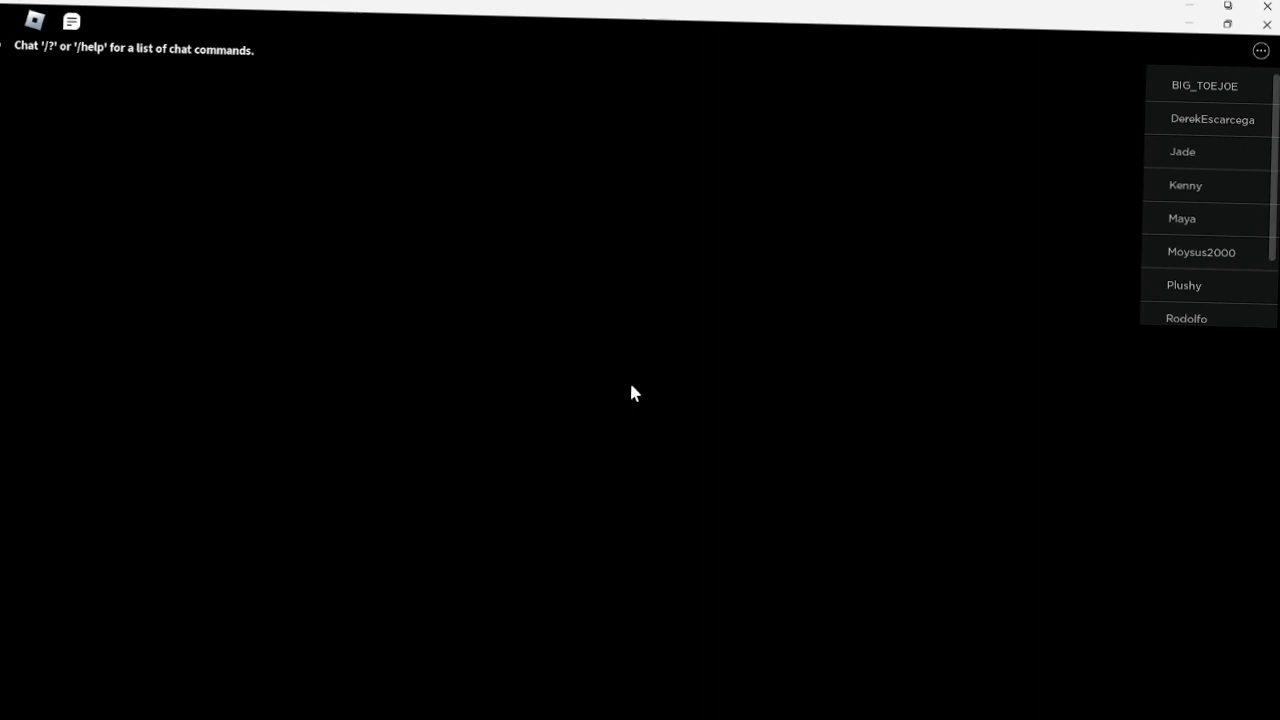 Chat '/?' or '/help' for a list of chat commands.
BIG_TOEJOE
DerekEscarcega
Jade
Kenny
Maya
Moysus2000
Plushy
Rodolfo